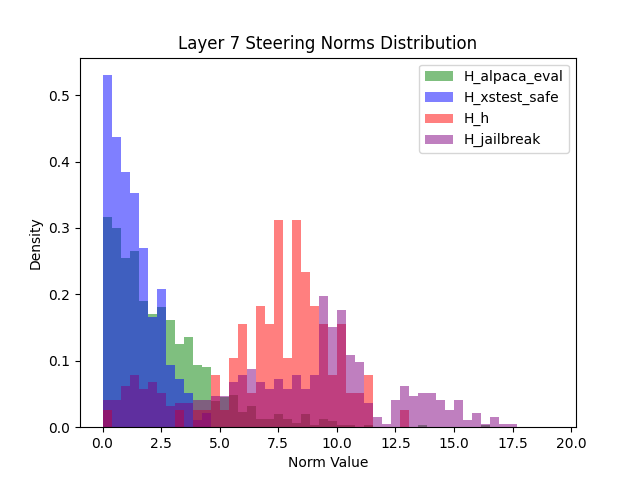 Layer 7 Steering Norms Distribution
H_alpaca_eval
H_xstest_safe
H_h
H_jailbreak
0.5
0.4
0.3
0.2
0.1
0.0
Density
0.0 2.5 5.0 7.5 10.0 12.5 15.0 17.5 20.0
Norm Value